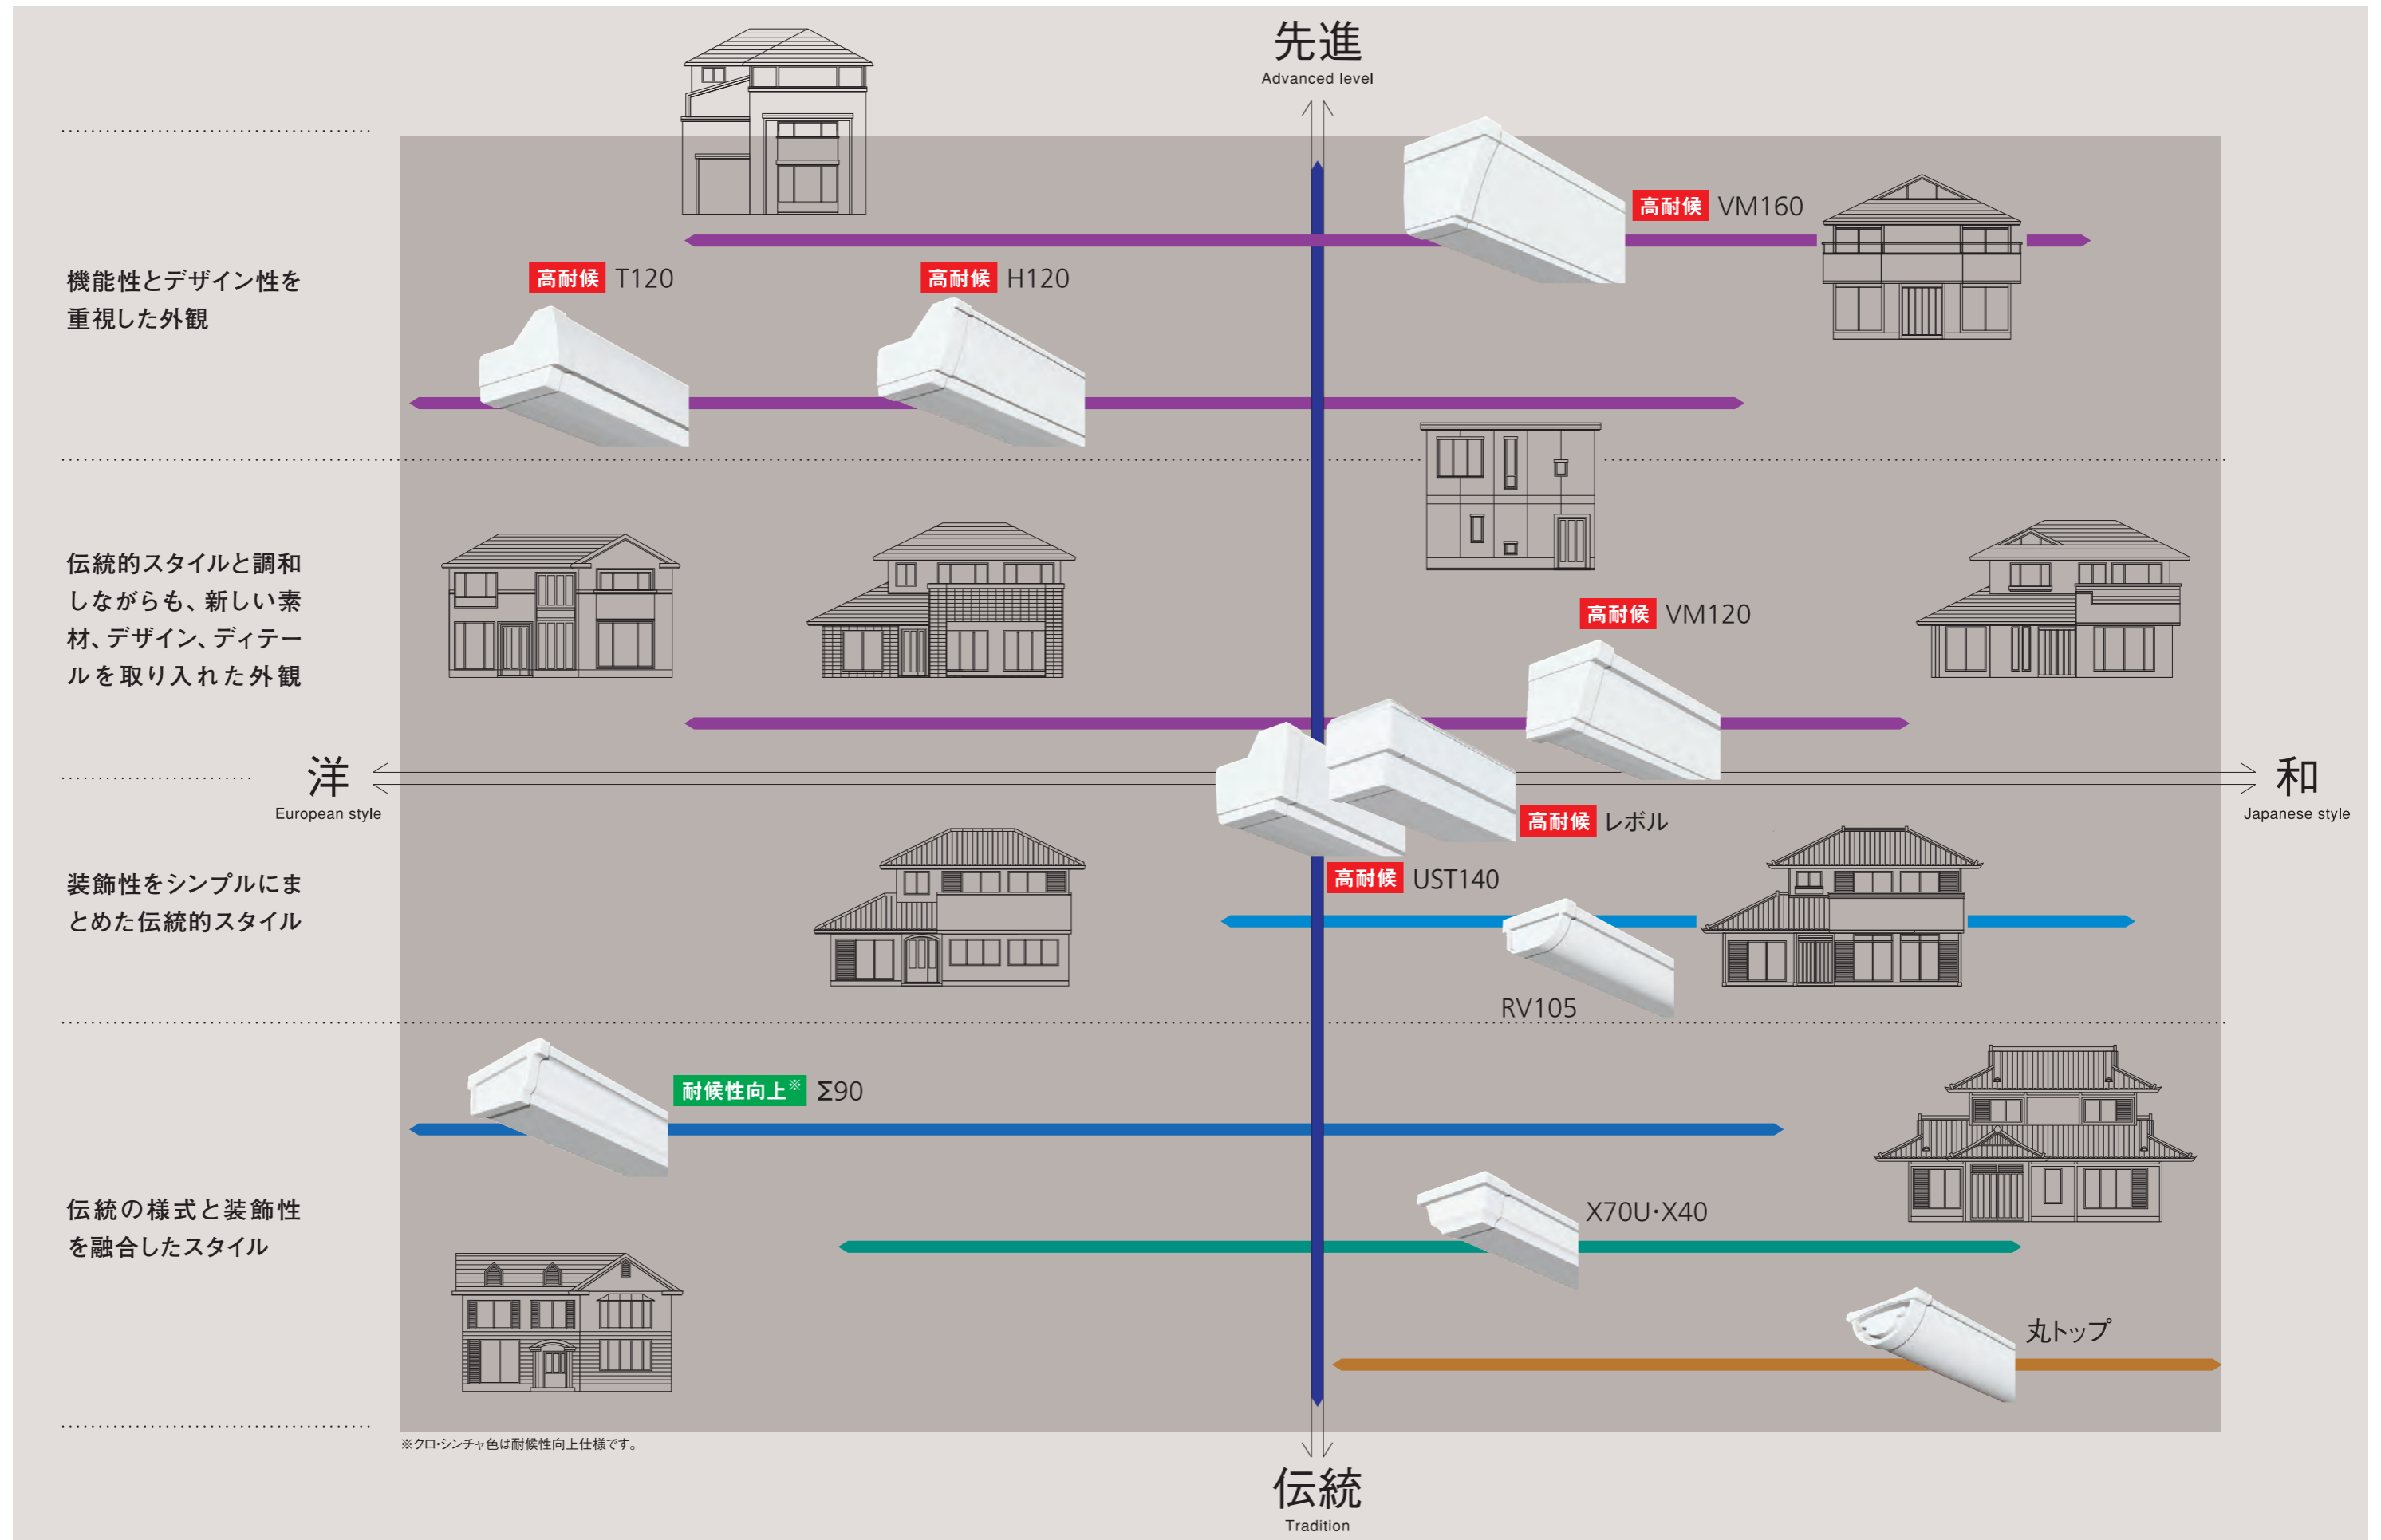 先進
Advanced level
高耐候 VM160
高耐候 T120
高耐候 H120
機能性とデザイン性を
重視した外観
伝統的スタイルと調和
しながらも、新しい素
材、デザイン、ディテー
ルを取り入れた外観
高耐候 VM120
洋
European style
和
Japanese style
高耐候 レボル
高耐候 UST140
装飾性をシンプルにま
とめた伝統的スタイル
RV105
耐候性向上※ Σ90
伝統の様式と装飾性
を融合したスタイル
X70U・X40
丸トップ
※クロ・シンチャ色は耐候性向上仕様です。
伝統
Tradition